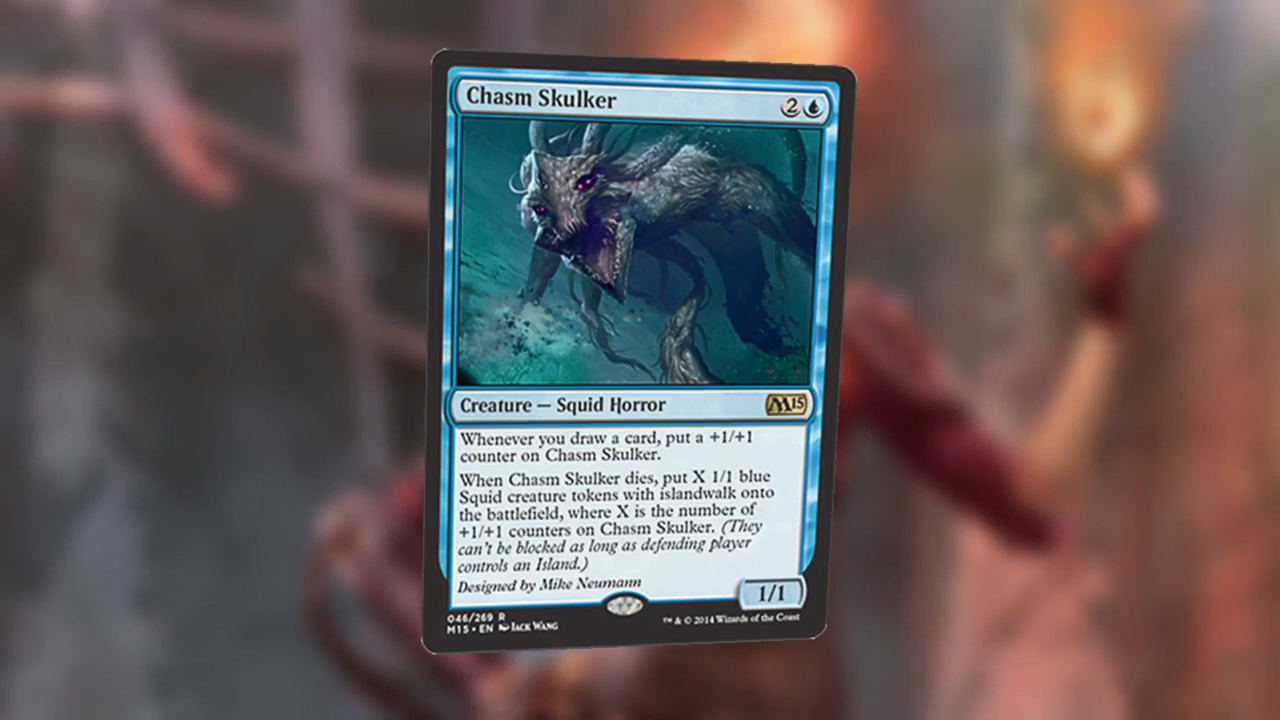 Chasm Skulker 2
Creature — Squid Horror M15
Whenever you draw a card, put a +1/+1
counter on Chasm Skulker.
When Chasm Skulker dies, put X 1/1 blue
Squid creature tokens with islandwalk onto
the battlefield, where X is the number of
+1/+1 counters on Chasm Skulker. (They
can't be blocked as long as defending player
controls an Island.)
Designed by Mike Neumann
1/1
046/269 R
M15 • EN Jack Wang
™ & © 2014 Wizards of the Coast